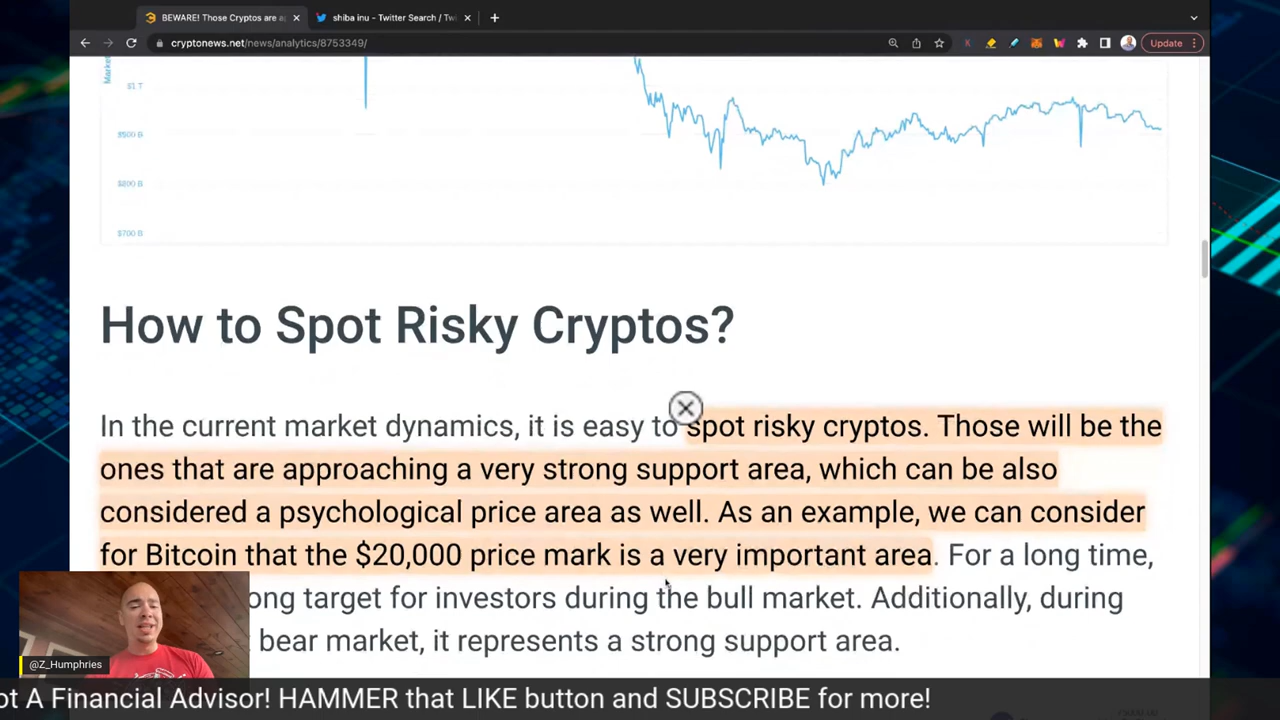 BEWARE! Those Cryptos are a
shiba inu - Twitter Search / Tw
cryptonews.net/news/analytics/8753349/
Update
Market
$1 T
$900 B
$800 B
$700 B
How to Spot Risky Cryptos?
In the current market dynamics, it is easy to spot risky cryptos. Those will be the
ones that are approaching a very strong support area, which can be also
considered a psychological price area as well. As an example, we can consider
for Bitcoin that the $20,000 price mark is a very important area. For a long time,
ong target for investors during the bull market. Additionally, during
bear market, it represents a strong support area.
@Z_Humphries
ot A Financial Advisor! HAMMER that LIKE button and SUBSCRIBE for more!